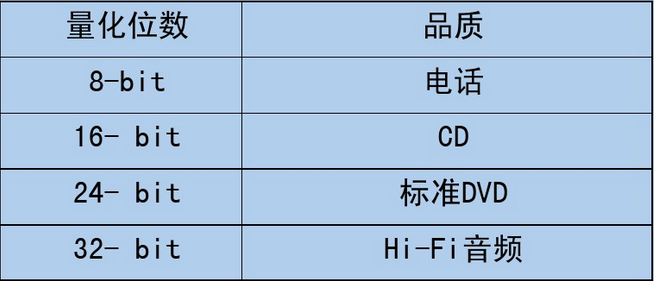 量化位数 品质
8-bit 电话
16- bit CD
24- bit 标准DVD
32- bit Hi-Fi音频